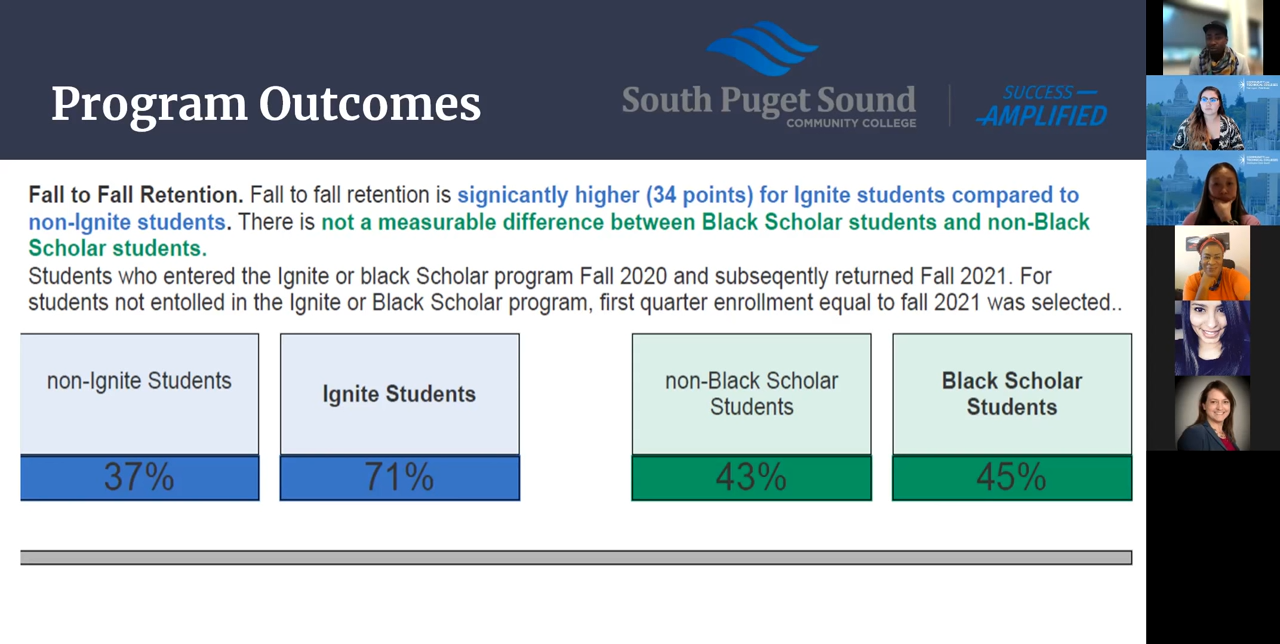 Program Outcomes
South Puget Sound
COMMUNITY COLLEGE
SUCCESS
AMPLIFIED
Fall to Fall Retention. Fall to fall retention is signicantly higher (34 points) for Ignite students compared to
non-Ignite students. There is not a measurable difference between Black Scholar students and non-Black
Scholar students.
Students who entered the Ignite or black Scholar program Fall 2020 and subseqently returned Fall 2021. For
students not entolled in the Ignite or Black Scholar program, first quarter enrollment equal to fall 2021 was selected..
non-Ignite Students
37%
Ignite Students
71%
non-Black Scholar
Students
43%
Black Scholar
Students
45%